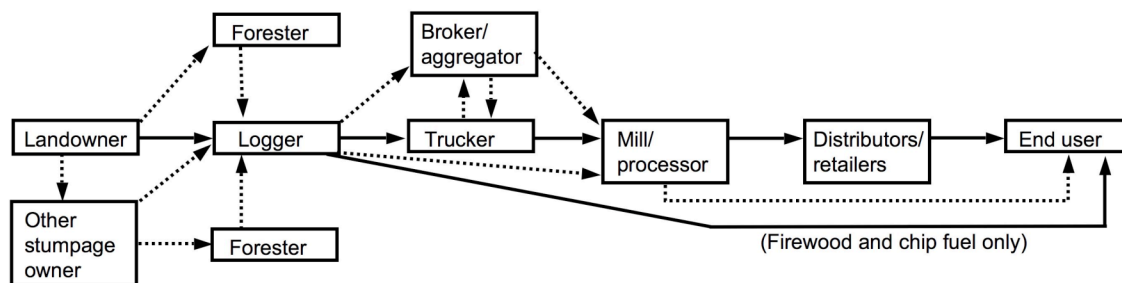 Forester
Broker/
aggregator
Landowner
Logger
Trucker
Mill/
processor
Distributors/
retailers
End user
Other
stumpage
owner
Forester
(Firewood and chip fuel only)